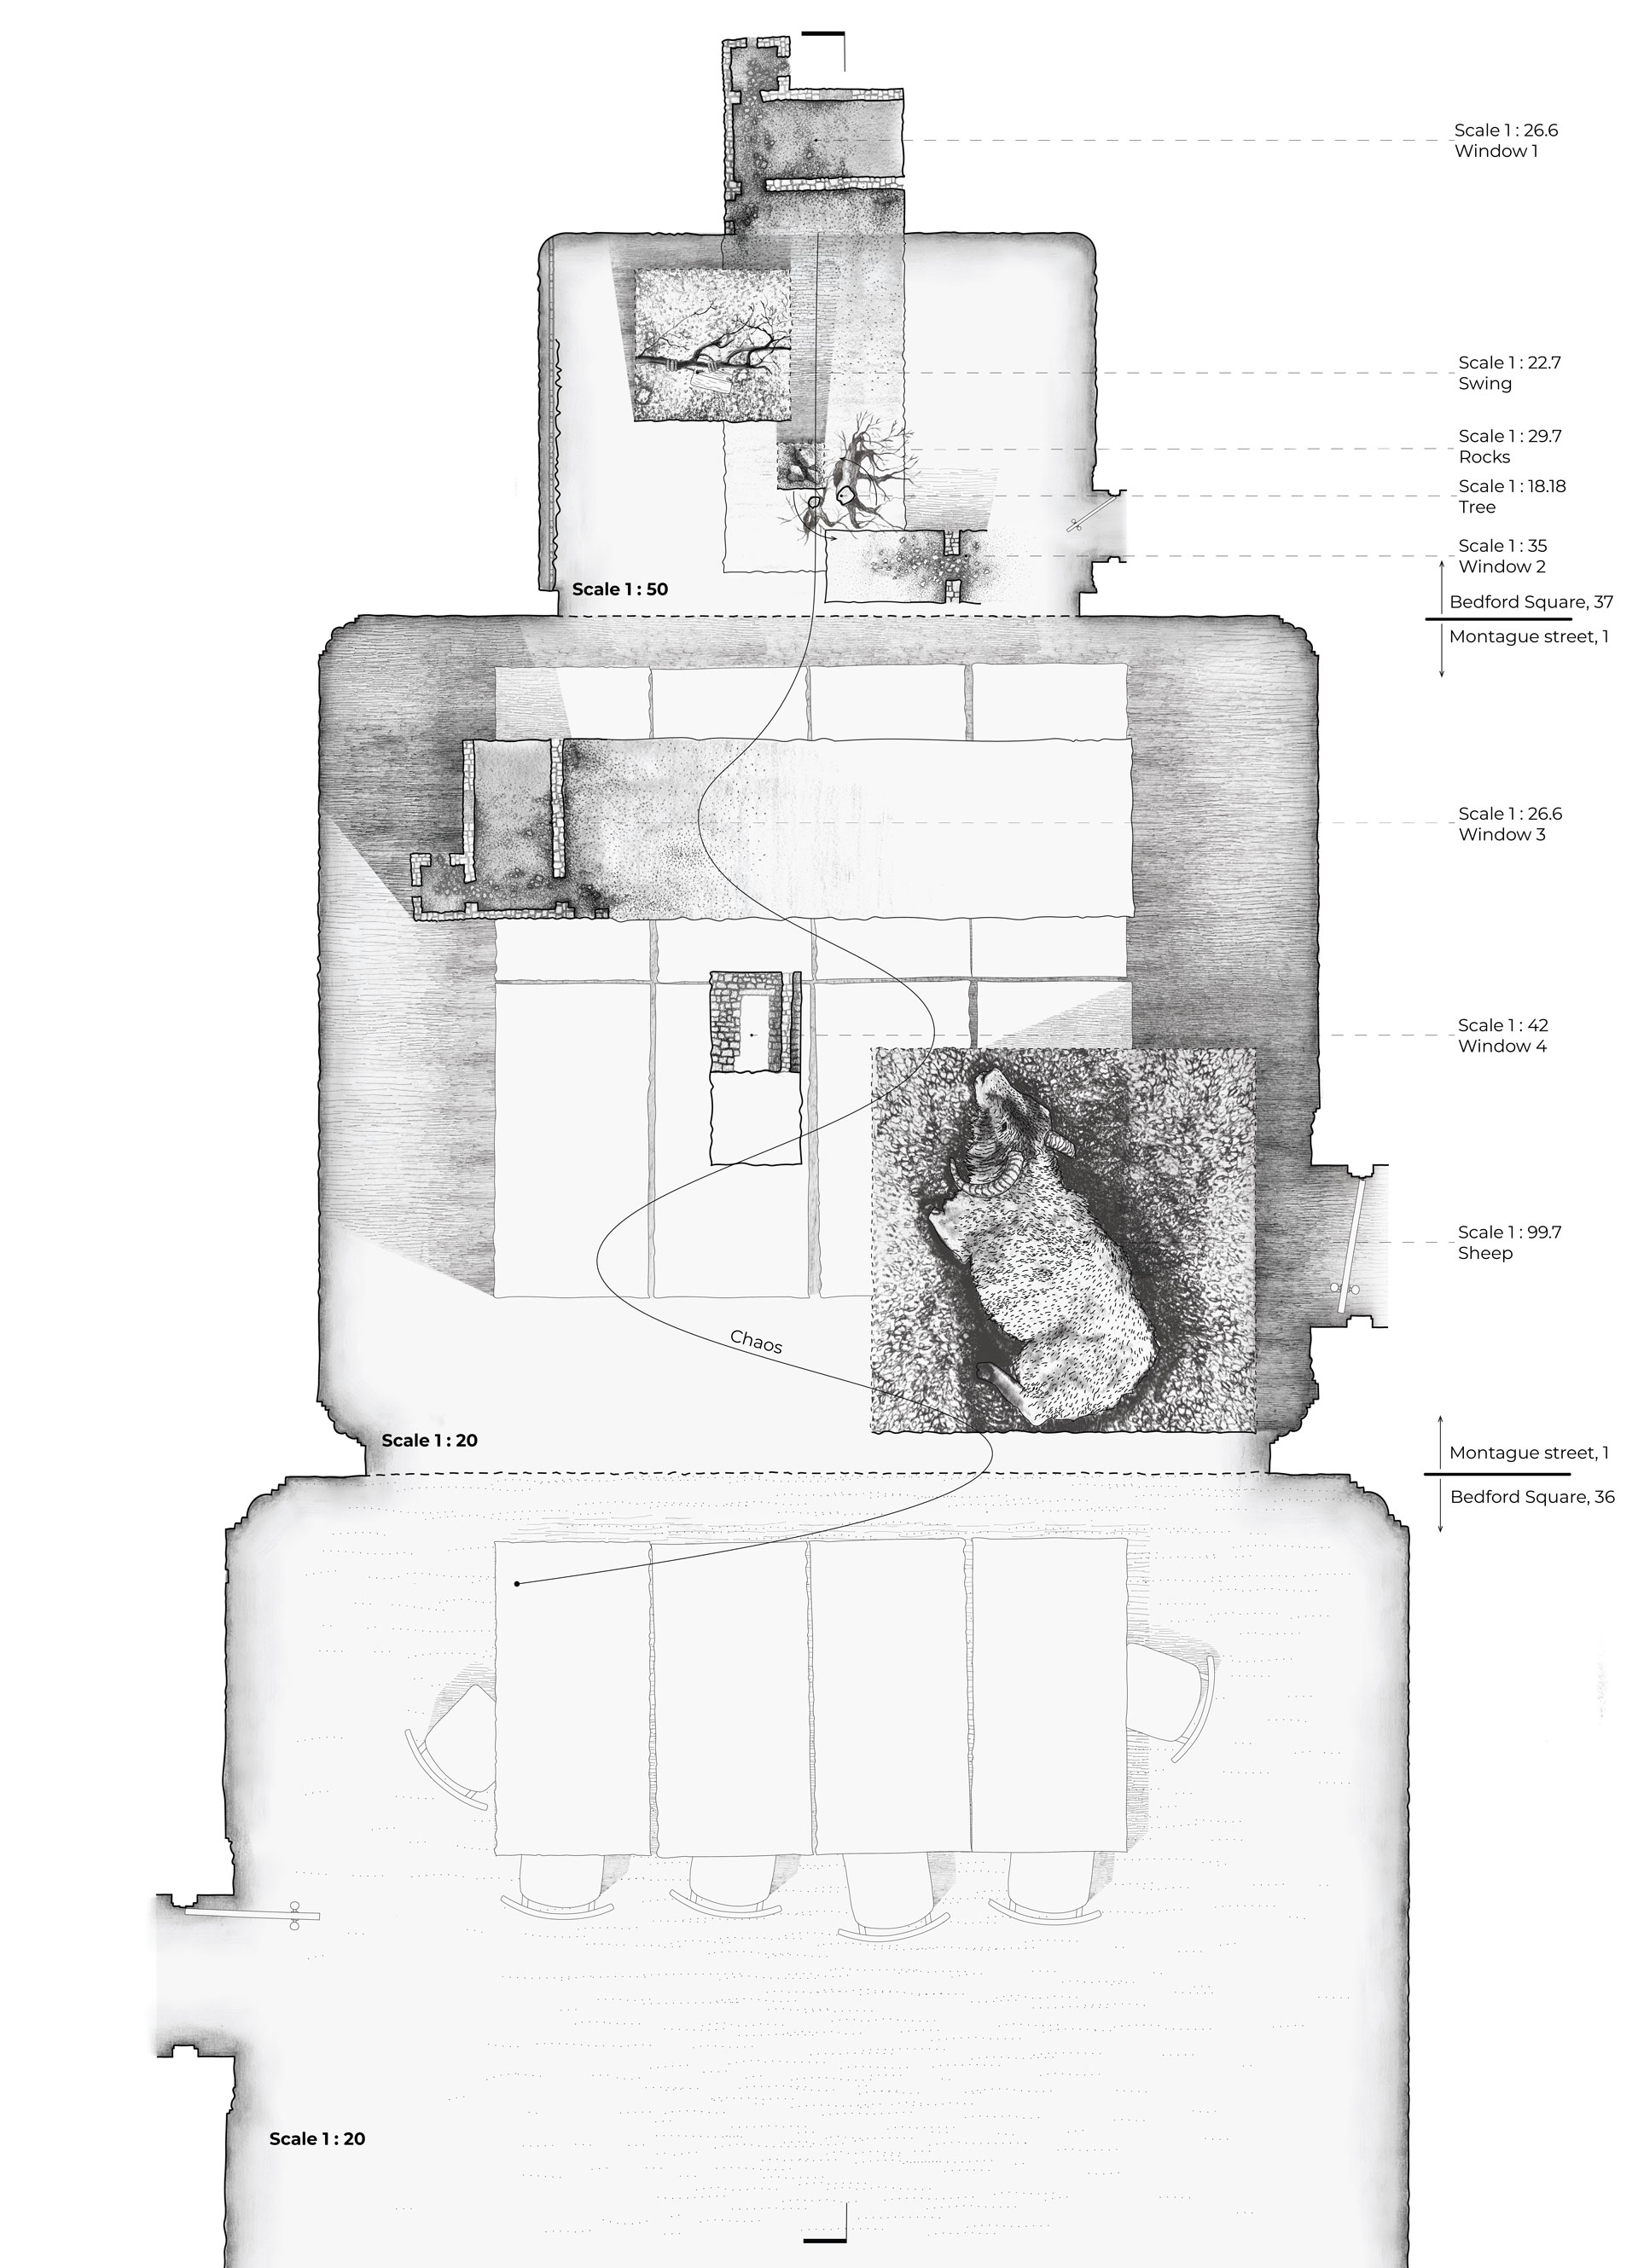 Scale 1 : 26.6
Window 1
Scale 1 : 22.7
Swing
Scale 1 : 29.7
Rocks
Scale 1 : 18.18
Tree
Scale 1 : 35
Window 2
Scale 1 : 50
Bedford Square, 37
Montague street, 1
Scale 1 : 26.6
Window 3
Scale 1 : 42
Window 4
Scale 1 : 99.7
Sheep
Chaos
Scale 1 : 20
Montague street, 1
Bedford Square, 36
Scale 1 : 20